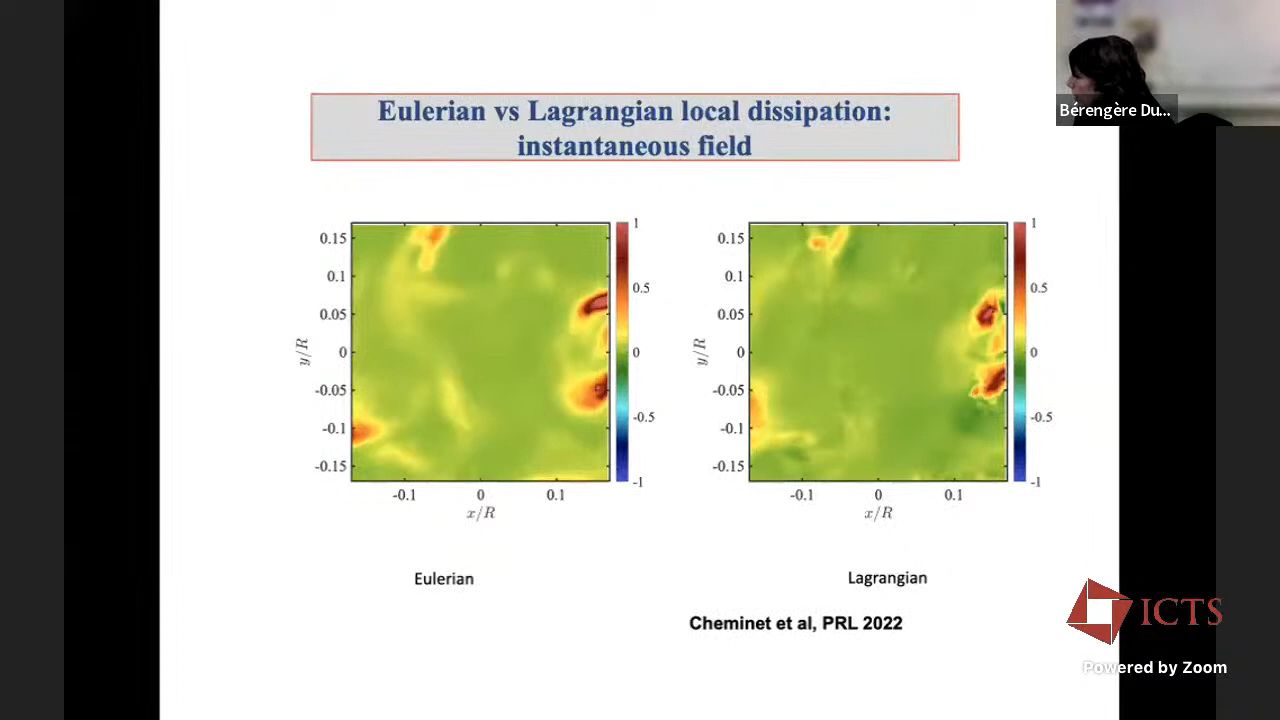 Bérengère Du...
Eulerian vs Lagrangian local dissipation:
instantaneous field
0.15
0.1
0.05
0
-0.05
-0.1
-0.15
y/R
-0.1
0
0.1
x/R
1
0.5
0
-0.5
-1
0.15
0.1
0.05
0
-0.05
-0.1
-0.15
y/R
-0.1
0
0.1
x/R
1
0.5
0
-0.5
-1
Eulerian
Lagrangian
Cheminet et al, PRL 2022
ICTS
Powered by Zoom